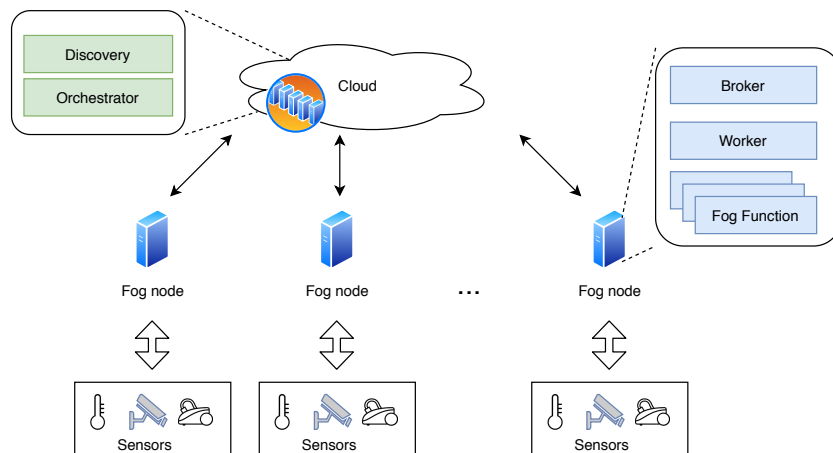 Discovery
Orchestrator
Cloud
Broker
Worker
Fog Function
Fog node
Fog node
...
Fog node
Sensors
Sensors
Sensors